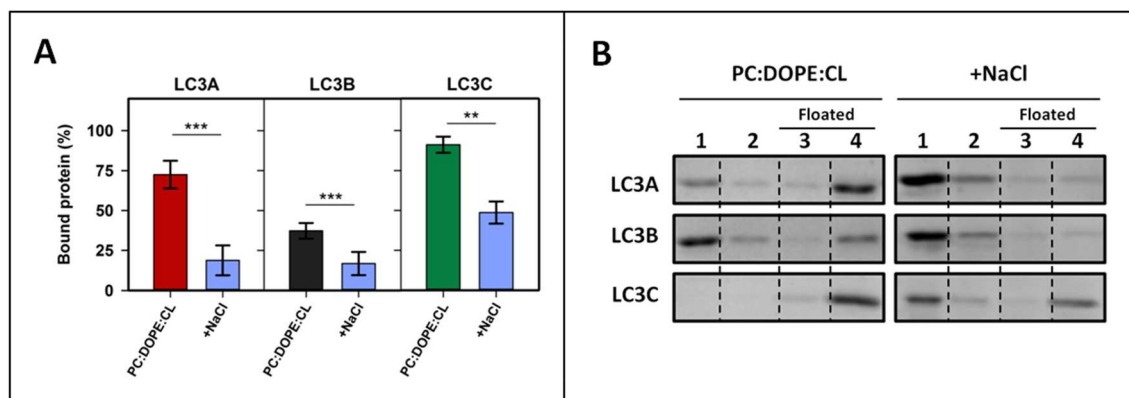 A
LC3A LC3B LC3C
Bound protein (%)
100
75
50
25
0
*** *** **
PC:DOPE:CL +NaCl PC:DOPE:CL +NaCl PC:DOPE:CL +NaCl
B
PC:DOPE:CL +NaCl
Floated Floated
1 2 3 4 1 2 3 4
LC3A
LC3B
LC3C